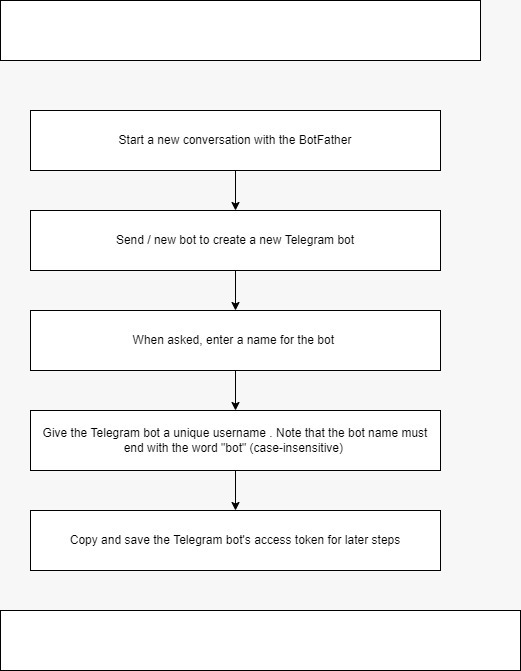 Start a new conversation with the BotFather
Send / new bot to create a new Telegram bot
When asked, enter a name for the bot
Give the Telegram bot a unique username . Note that the bot name must
end with the word "bot" (case-insensitive)
Copy and save the Telegram bot's access token for later steps